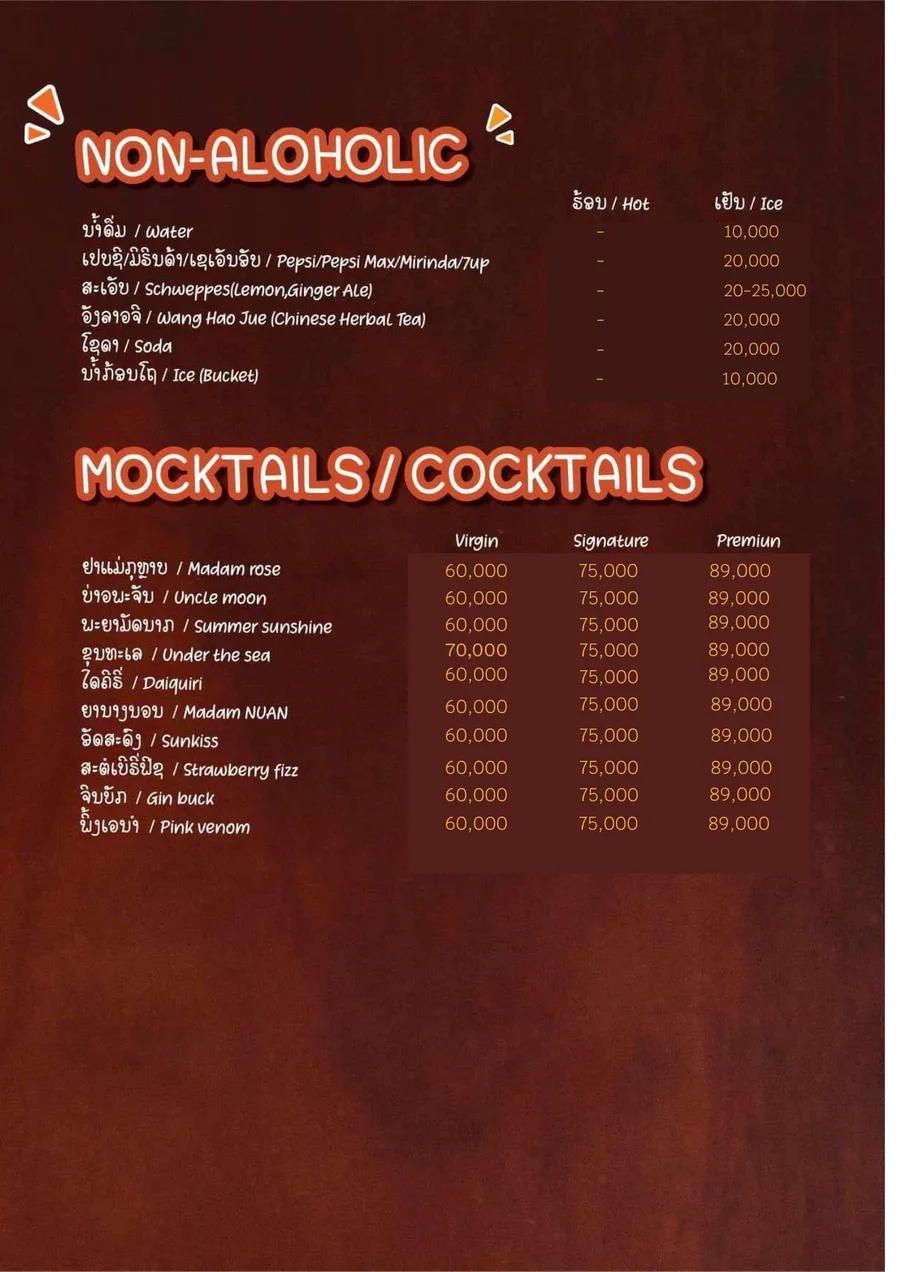 NON-ALOHOLIC
ຮ້ອນ / Hot ເຢັນ / Ice
ນ້ຳດື່ມ / Water - 10,000
ເປບຊິ/ມິຣິນດ້າ/ເຊເວັນອັບ / Pepsi/Pepsi Max/Mirinda/7up - 20,000
ສະເວັບ / Schweppes(Lemon,Ginger Ale) - 20-25,000
ວັງລາວຈີ / Wang Hao Jue (Chinese Herbal Tea) - 20,000
ໂຊດາ / Soda - 20,000
ນ້ຳກ້ອນໂຖ / Ice (Bucket) - 10,000
MOCKTAILS / COCKTAILS
Virgin Signature Premiun
ຢາແມ່ກຸຫຼາບ / Madam rose 60,000 75,000 89,000
ບ່າວພະຈັນ / Uncle moon 60,000 75,000 89,000
ພະຍາມັດນາກ / Summer sunshine 60,000 75,000 89,000
ຂຸນທະເລ / Under the sea 70,000 75,000 89,000
ໄດຄີຣີ່ / Daiquiri 60,000 75,000 89,000
ຍານາງນອນ / Madam NUAN 60,000 75,000 89,000
ອັດສະດົງ / Sunkiss 60,000 75,000 89,000
ສະຕໍເບີຣີ່ຟິຊ / Strawberry fizz 60,000 75,000 89,000
ຈິນບັກ / Gin buck 60,000 75,000 89,000
ພິ້ງເວນາ່ / Pink venom 60,000 75,000 89,000